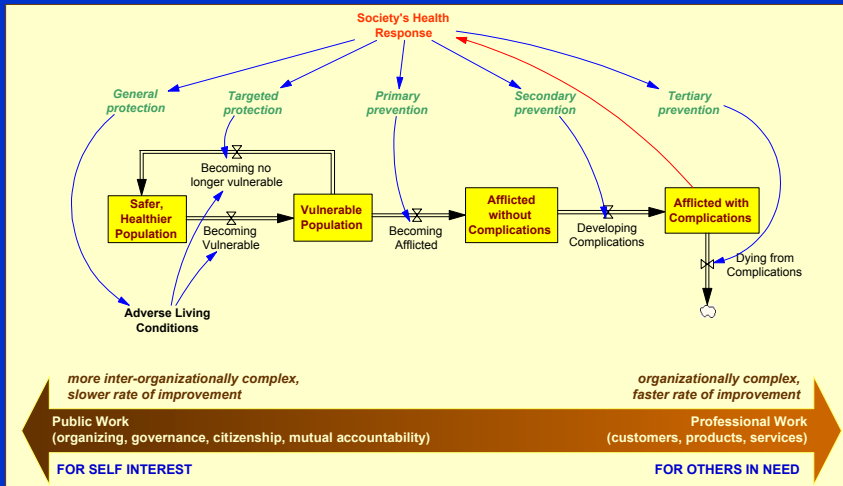 Society's Health
Response
General
protection
Targeted
protection
Primary
prevention
Secondary
prevention
Tertiary
prevention
Becoming no
longer vulnerable
Safer,
Healthier
Population
Becoming
Vulnerable
Vulnerable
Population
Becoming
Afflicted
Afflicted
without
Complications
Developing
Complications
Afflicted with
Complications
Dying from
Complications
Adverse Living
Conditions
more inter-organizationally complex,
slower rate of improvement
organizationally complex,
faster rate of improvement
Public Work
(organizing, governance, citizenship, mutual accountability)
Professional Work
(customers, products, services)
FOR SELF INTEREST
FOR OTHERS IN NEED